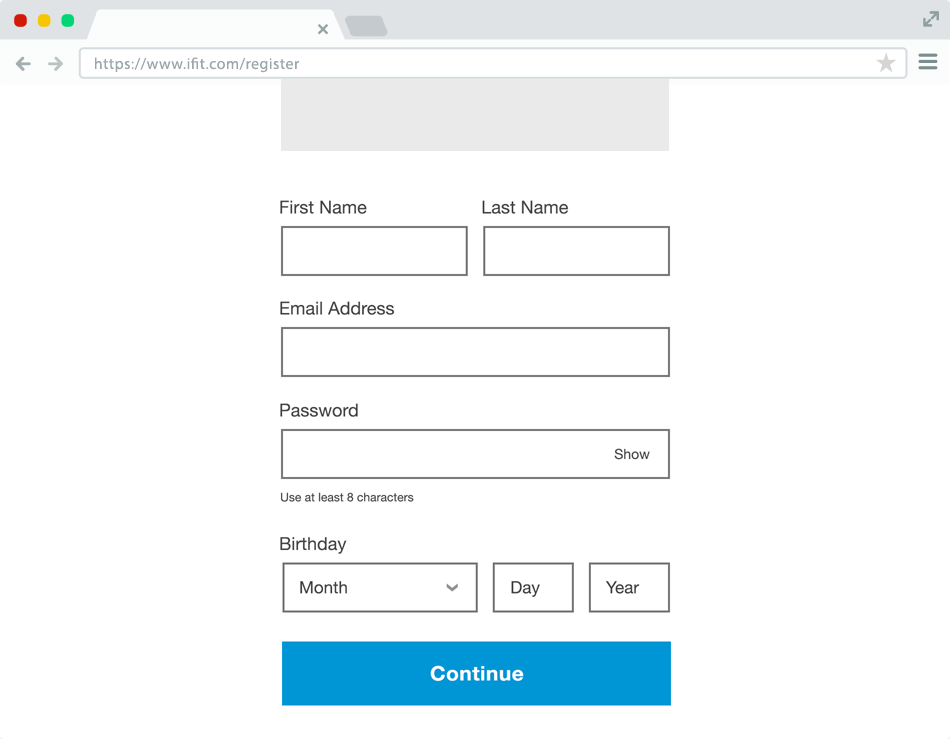 https://www.ifit.com/register
First Name Last Name
Email Address
Password
Show
Use at least 8 characters
Birthday
Month Day Year
Continue